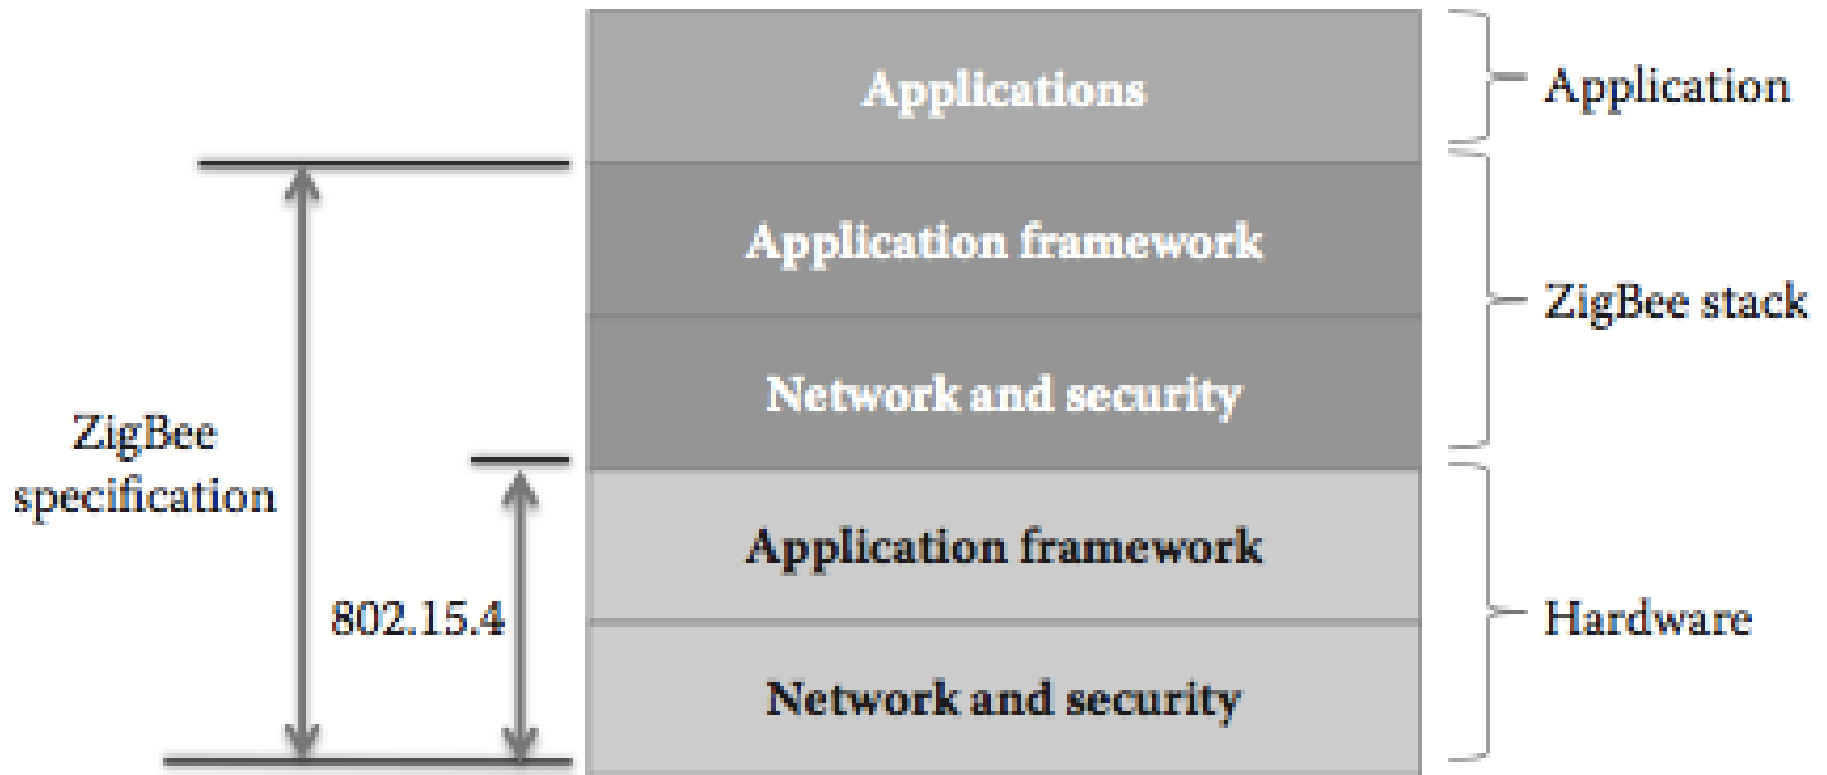 Applications
Application framework
Network and security
Application framework
Network and security
ZigBee
specification
802.15.4
Application
ZigBee stack
Hardware